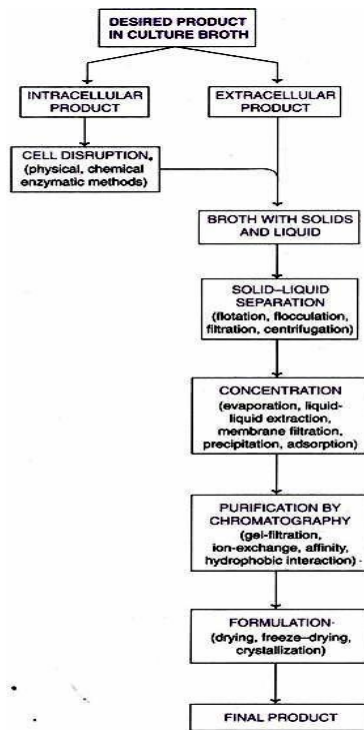 DESIRED PRODUCT
IN CULTURE BROTH
INTRACELLULAR
PRODUCT
EXTRACELLULAR
PRODUCT
CELL DISRUPTION
(physical, chemical
enzymatic methods)
BROTH WITH SOLIDS
AND LIQUID
SOLID–LIQUID
SEPARATION
(flotation, flocculation,
filtration, centrifugation)
CONCENTRATION
(evaporation, liquid-
liquid extraction,
membrane filtration,
precipitation, adsorption)
PURIFICATION BY
CHROMATOGRAPHY
(gel-filtration,
ion-exchange, affinity,
hydrophobic interaction)
FORMULATION
(drying, freeze–drying,
crystallization)
FINAL PRODUCT